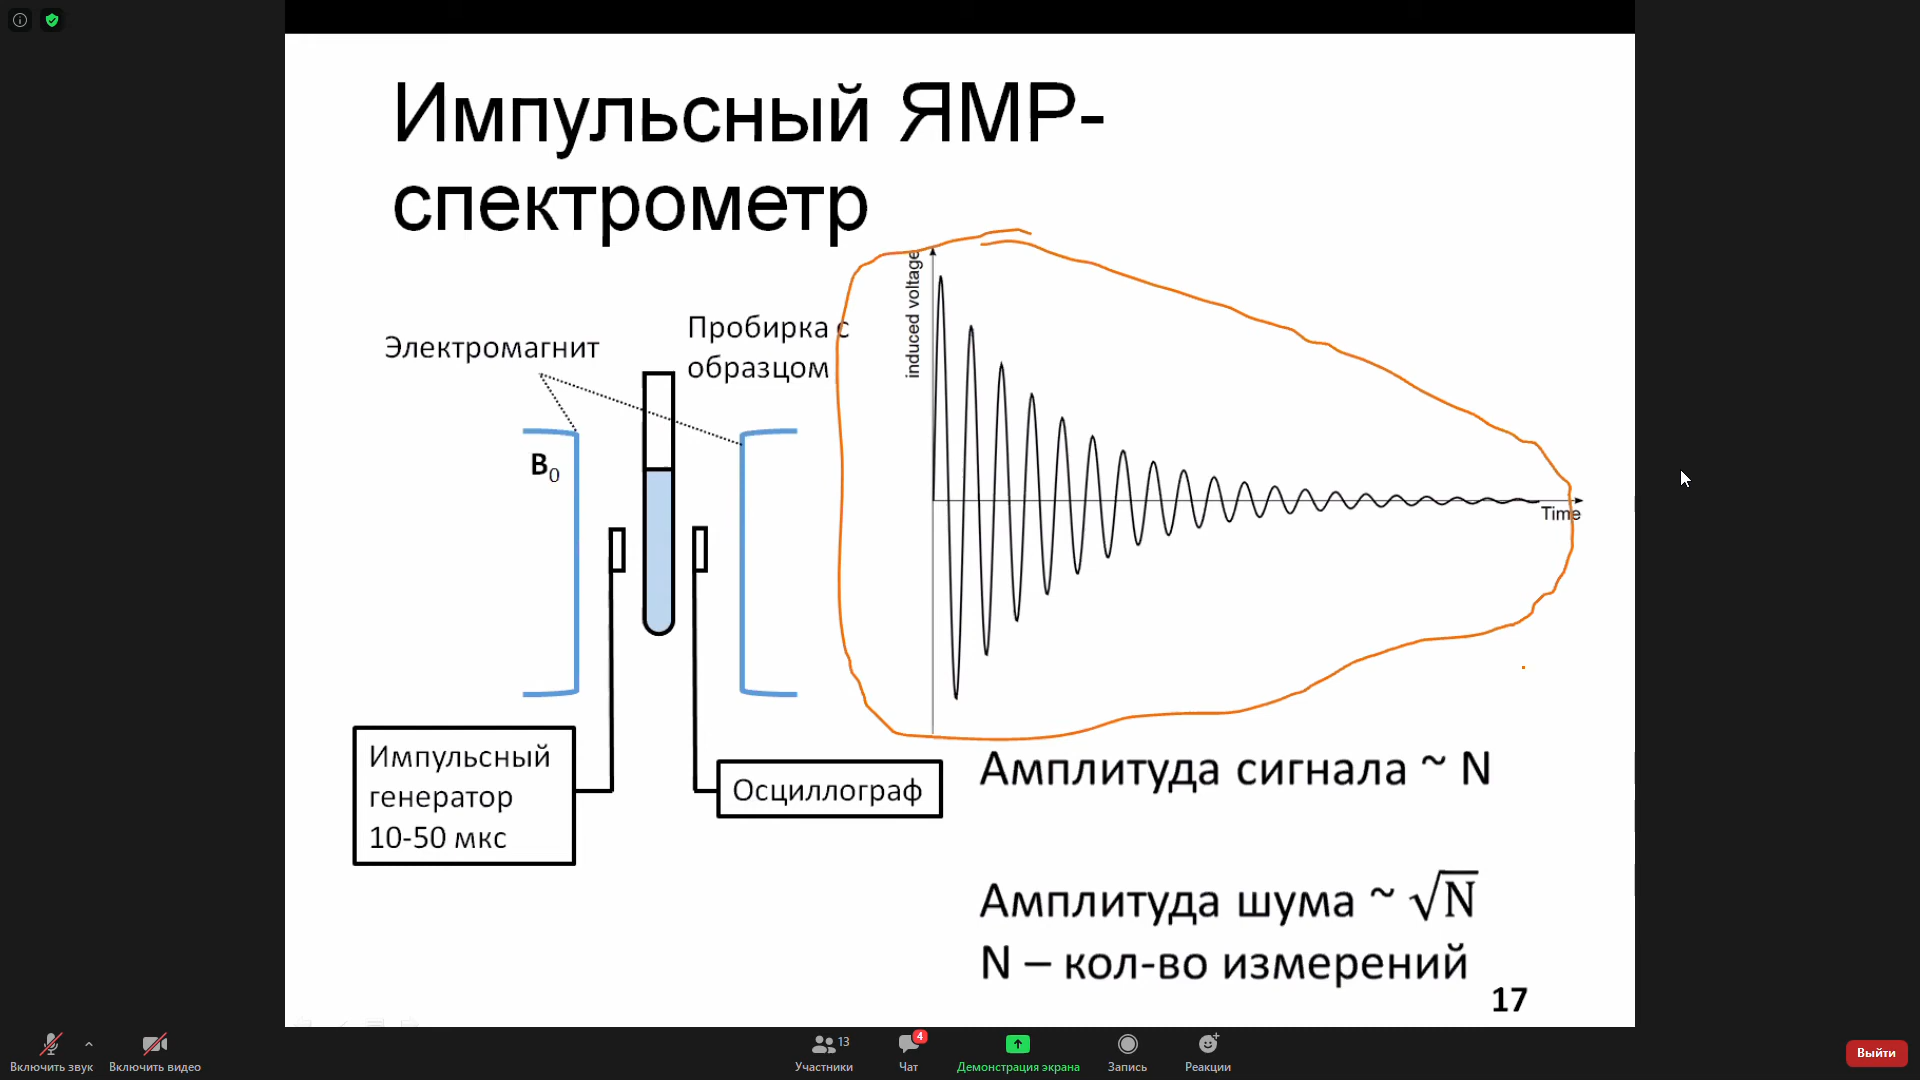 Импульсный ЯМР-
спектрометр
Электромагнит
Пробирка с
образцом
B₀
induced voltage
Time
Импульсный
генератор
10-50 мкс
Осциллограф
Амплитуда сигнала ~ N
Амплитуда шума ~ √N
N – кол-во измерений
17
Включить звук
Включить видео
13
Участники
4
Чат
Демонстрация экрана
Запись
Реакции
Выйти